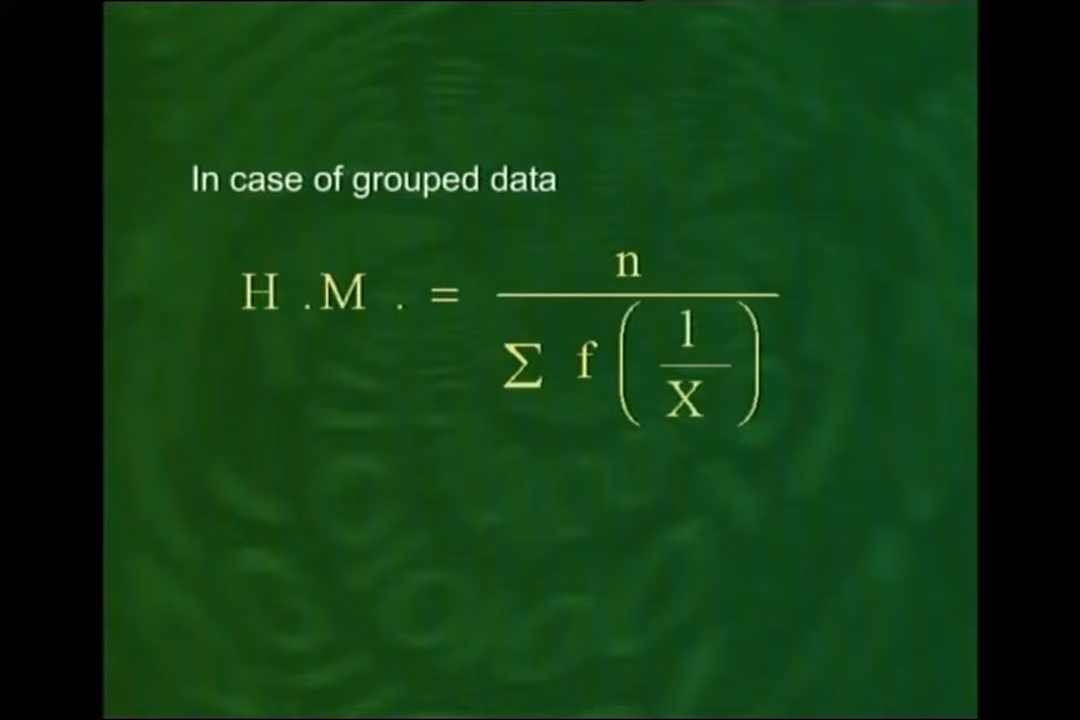 In case of grouped data
H .M . = n / Σ f ( 1 / X )